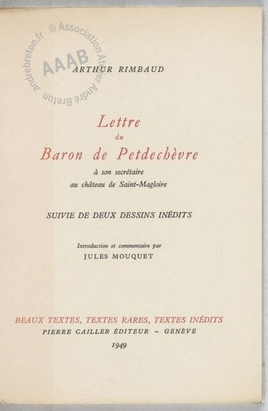 © Association Atelier André Breton
andrebreton.fr
AAAB
ARTHUR RIMBAUD
Lettre
du
Baron de Petdechèvre
à son secrétaire
au château de Saint-Magloire
SUIVIE DE DEUX DESSINS INÉDITS
Introduction et commentaire par
JULES MOUQUET
BEAUX TEXTES, TEXTES RARES, TEXTES INÉDITS
PIERRE CAILLER ÉDITEUR - GENÈVE
1949